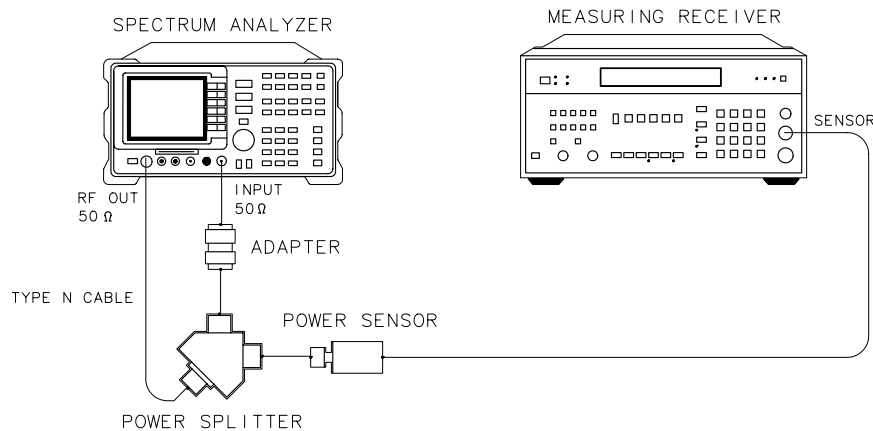 MEASURING RECEIVER
SPECTRUM ANALYZER
SENSOR
RF OUT
50 Ω
INPUT
50 Ω
ADAPTER
TYPE N CABLE
POWER SENSOR
POWER SPLITTER